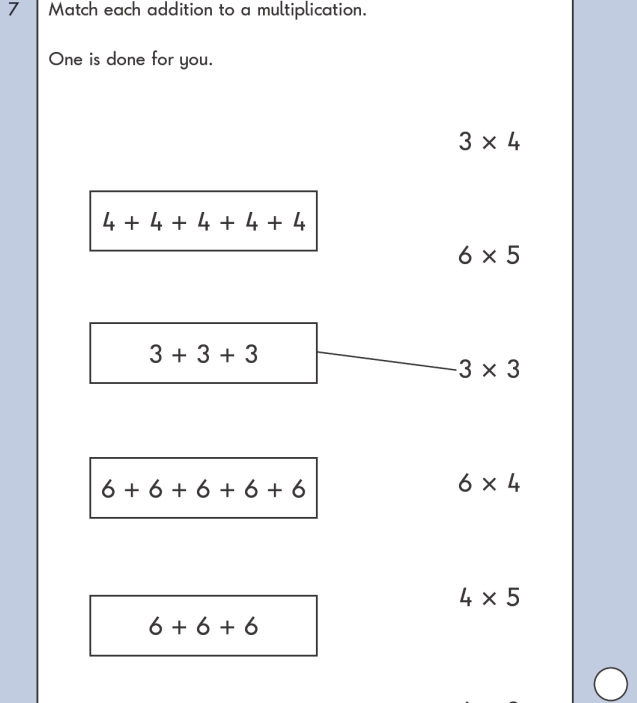 7
Match each addition to a multiplication.
One is done for you.
3 × 4
4 + 4 + 4 + 4 + 4
6 × 5
3 + 3 + 3
3 × 3
6 + 6 + 6 + 6 + 6
6 × 4
4 × 5
6 + 6 + 6